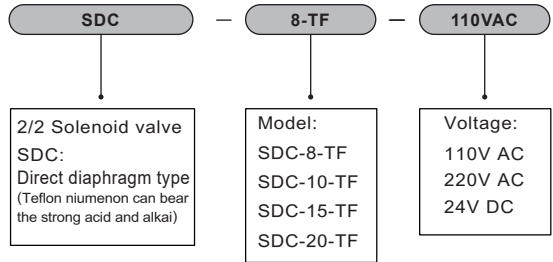 SDC — 8-TF — 110VAC
2/2 Solenoid valve
SDC:
Direct diaphragm type
(Teflon niumenon can bear
the strong acid and alkai)
Model:
SDC-8-TF
SDC-10-TF
SDC-15-TF
SDC-20-TF
Voltage:
110V AC
220V AC
24V DC